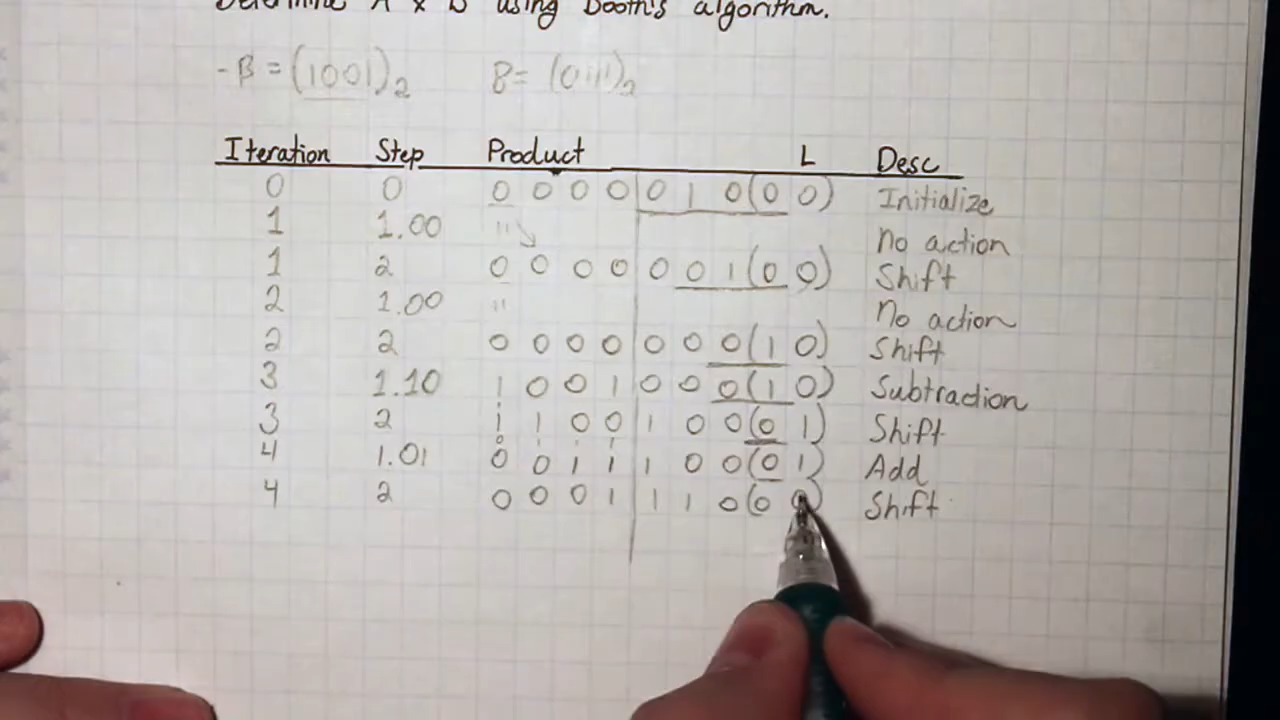 Determine A x B using Booth's algorithm.
-B = (1001)2 B = (0111)2
Iteration Step Product L Desc
0 0 0 0 0 0 0 1 0 (0 0) Initialize
1 1.00 " No action
1 2 0 0 0 0 0 0 1 (0 0) Shift
2 1.00 " No action
2 2 0 0 0 0 0 0 0 (1 0) Shift
3 1.10 1 0 0 1 0 0 0 (1 0) Subtraction
3 2 1 1 0 0 1 0 0 (0 1) Shift
4 1.01 0 0 1 1 1 0 0 (0 1) Add
4 2 0 0 0 1 1 1 0 (0 0) Shift